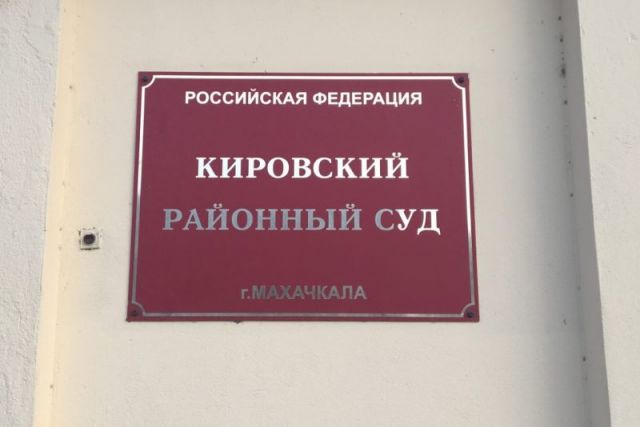 РОССИЙСКАЯ ФЕДЕРАЦИЯ
КИРОВСКИЙ
РАЙОННЫЙ СУД
г.МАХАЧКАЛА